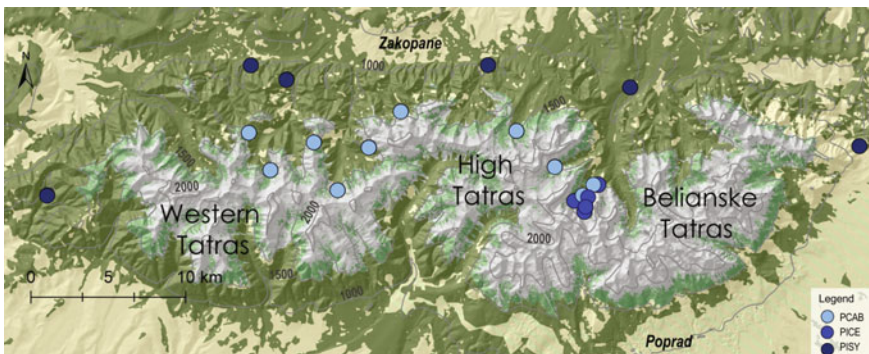 Zakopane
N
1000
1500
1500
High
Tatras
2000
Western
Tatras
2000
Belianske
Tatras
2000
0 5 10 km
1500
1000
Legend
PCAB
PICE
PISY
Poprad